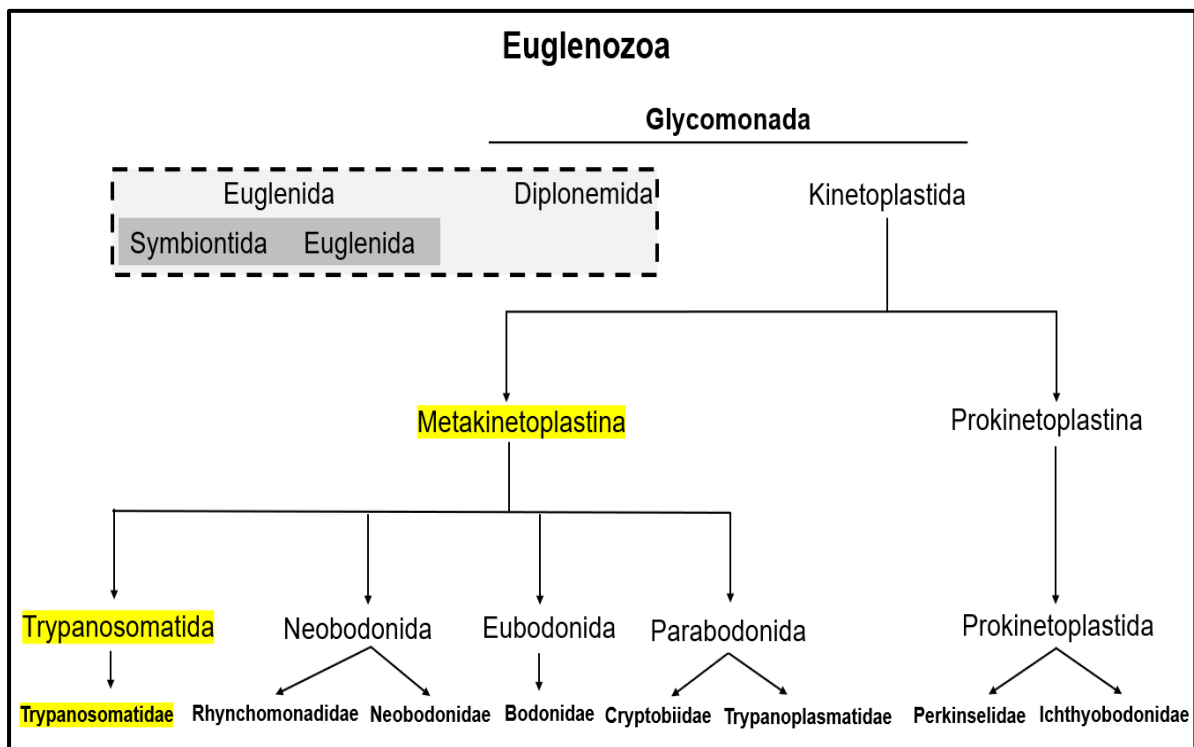 Euglenozoa
Glycomonada
Euglenida Diplonemida Kinetoplastida
Symbiontida Euglenida
Metakinetoplastina Prokinetoplastina
Trypanosomatida Neobodonida Eubodonida Parabodonida Prokinetoplastida
Trypanosomatidae Rhynchomonadidae Neobodonidae Bodonidae Cryptobiidae Trypanoplasmatidae Perkinselidae Ichthyobodonidae